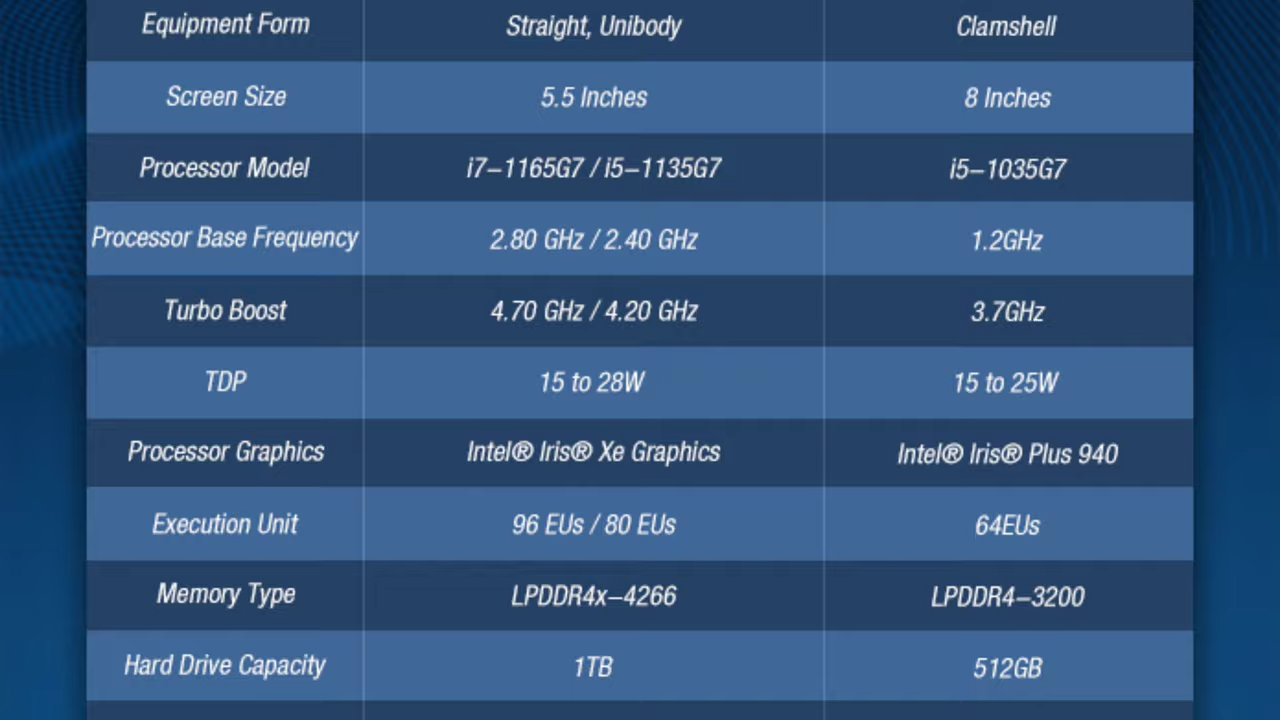 Equipment Form Straight, Unibody Clamshell
Screen Size 5.5 Inches 8 Inches
Processor Model i7–1165G7 / i5–1135G7 i5–1035G7
Processor Base Frequency 2.80 GHz / 2.40 GHz 1.2GHz
Turbo Boost 4.70 GHz / 4.20 GHz 3.7GHz
TDP 15 to 28W 15 to 25W
Processor Graphics Intel® Iris® Xe Graphics Intel® Iris® Plus 940
Execution Unit 96 EUs / 80 EUs 64EUs
Memory Type LPDDR4x–4266 LPDDR4–3200
Hard Drive Capacity 1TB 512GB